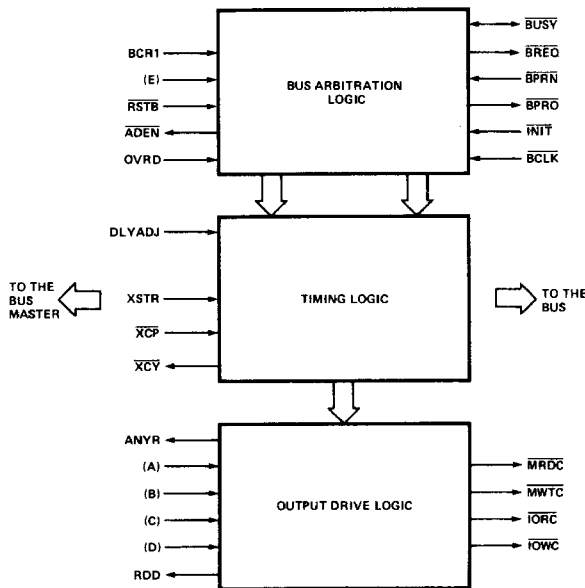 BCR1
(E)
RSTB
ADEN
OVRD
BUS ARBITRATION
LOGIC
BUSY
BREQ
BPRN
BPRO
INIT
BCLK
DLYADJ
XSTR
XCP
XCY
TO THE
BUS
MASTER
TIMING LOGIC
TO THE
BUS
ANYR
(A)
(B)
(C)
(D)
RDD
OUTPUT DRIVE LOGIC
MRDC
MWTC
IORC
IOWC